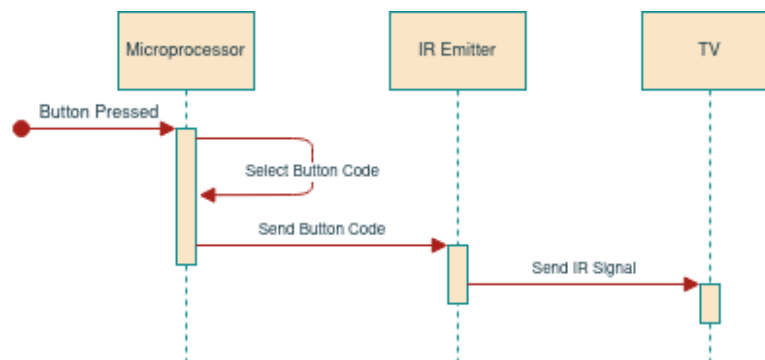 Microprocessor
IR Emitter
TV
Button Pressed
Select Button Code
Send Button Code
Send IR Signal